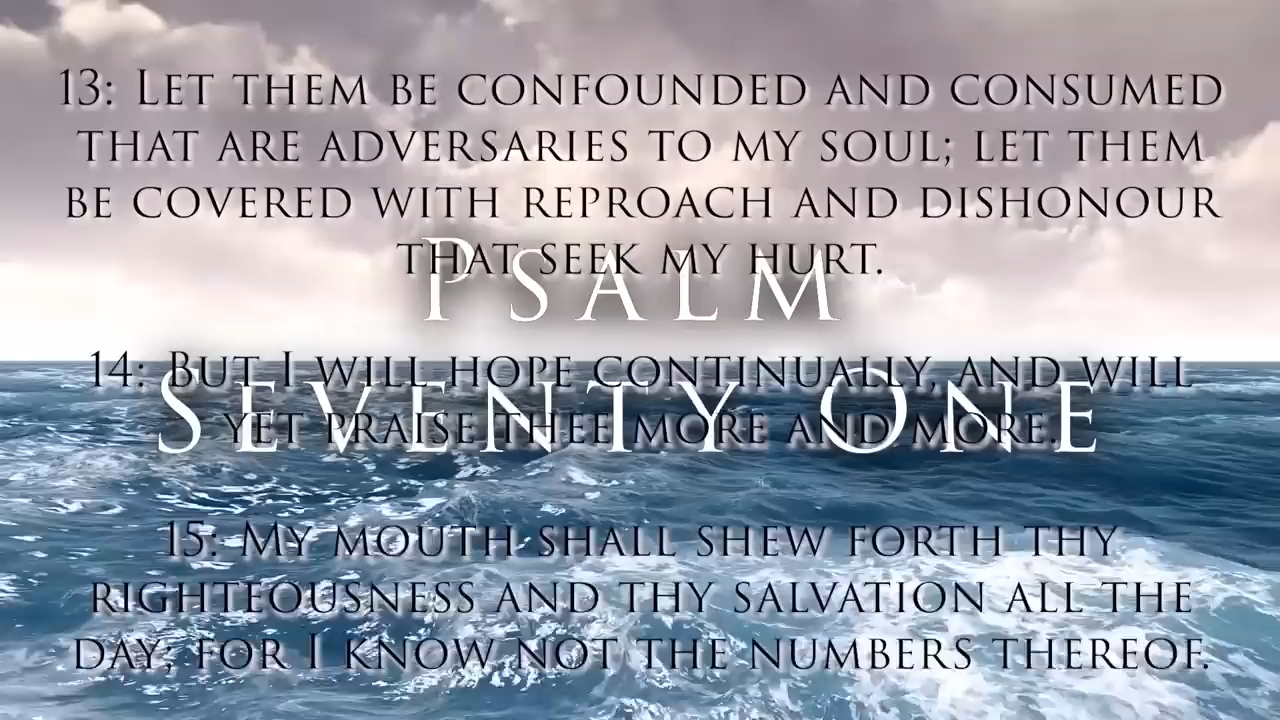 13: Let them be confounded and consumed
that are adversaries to my soul; let them
be covered with reproach and dishonour
that seek my hurt.
Psalm
14: But I will hope continually, and will
Seventy One
yet praise thee more and more.
15: My mouth shall shew forth thy
righteousness and thy salvation all the
day; for I know not the numbers thereof.